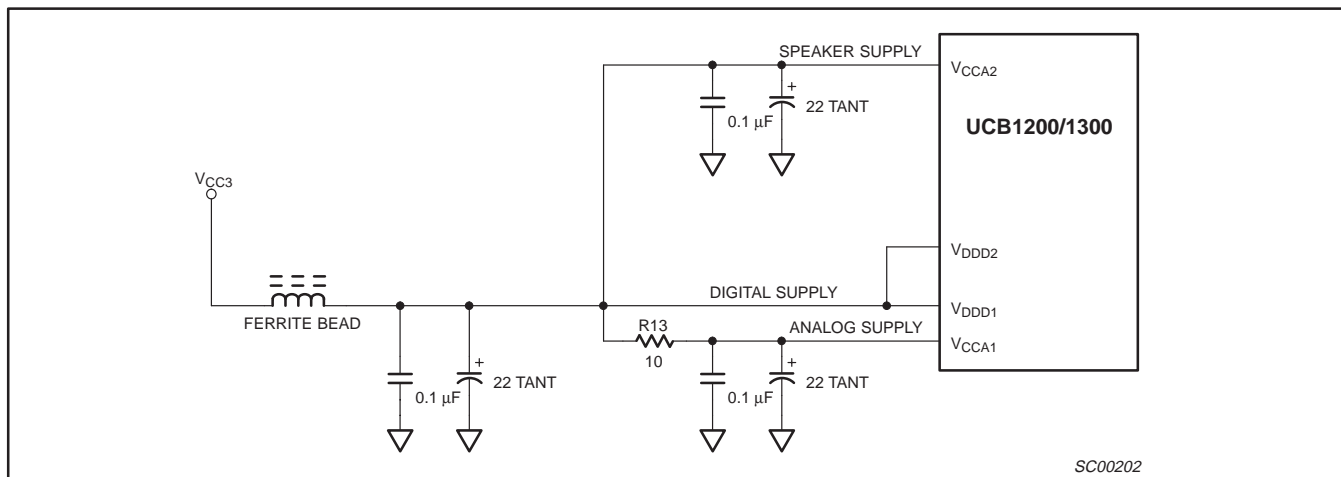 SPEAKER SUPPLY
VCCA2
+
22 TANT
0.1 μF
UCB1200/1300
VCC3
VDDD2
DIGITAL SUPPLY
VDDD1
FERRITE BEAD
R13
10
ANALOG SUPPLY
VCCA1
+
22 TANT
0.1 μF
+
22 TANT
0.1 μF
SC00202